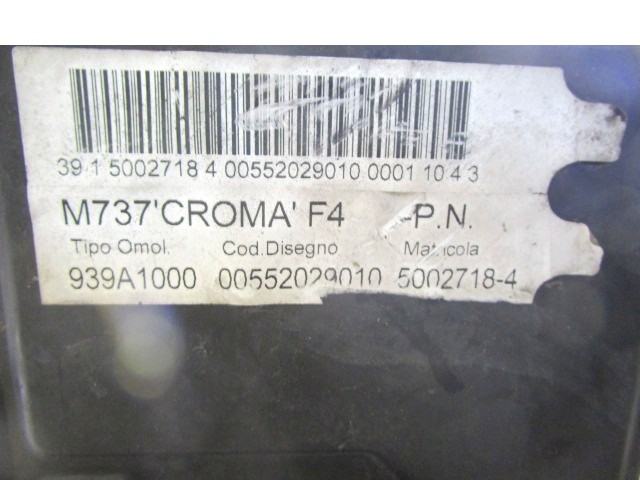 39 1 5002718 4 00552029010 0001 10 4 3
M737'CROMA' F4 -P.N.
Tipo Omol. Cod.Disegno Matricola
939A1000 00552029010 5002718-4